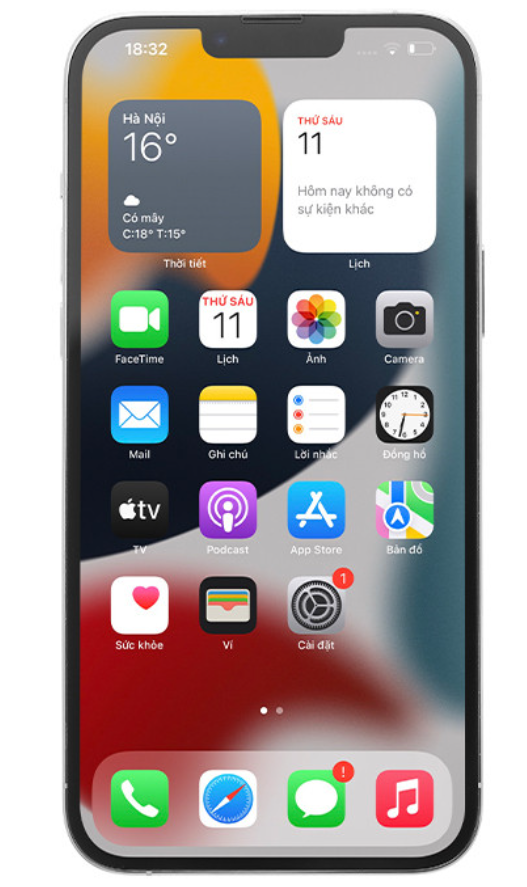 18:32
Hà Nội
16°
Có mây
C:18° T:15°
Thời tiết
THỨ SÁU
11
Hôm nay không có
sự kiện khác
Lịch
THỨ SÁU
11
FaceTime
Lịch
Ảnh
Camera
Mail
Ghi chú
Lời nhắc
Đồng hồ
tv
TV
Podcast
App Store
Bản đồ
1
Sức khỏe
Ví
Cài đặt
!